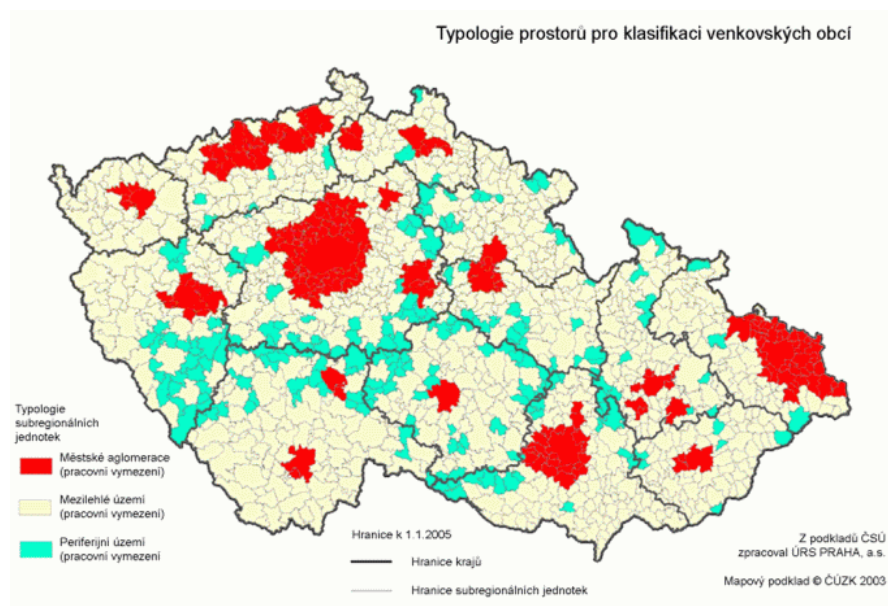 Typologie prostorů pro klasifikaci venkovských obcí
Typologie
subregionálních
jednotek
Městské aglomerace
(pracovní vymezení)
Mezilehlé území
(pracovní vymezení)
Periferijní území
(pracovní vymezení
Hranice k 1.1.2005
Hranice krajů
Hranice subregionálních jednotek
Z podkladů ČSÚ
zpracoval ÚRS PRAHA, a.s.
Mapový podklad © ČÚZK 2003